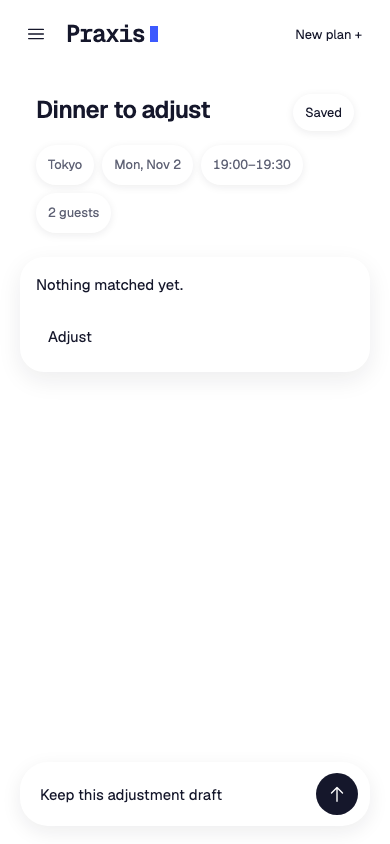 Praxis
New plan +
Dinner to adjust
Saved
Tokyo
Mon, Nov 2
19:00–19:30
2 guests
Nothing matched yet.
Adjust
Keep this adjustment draft